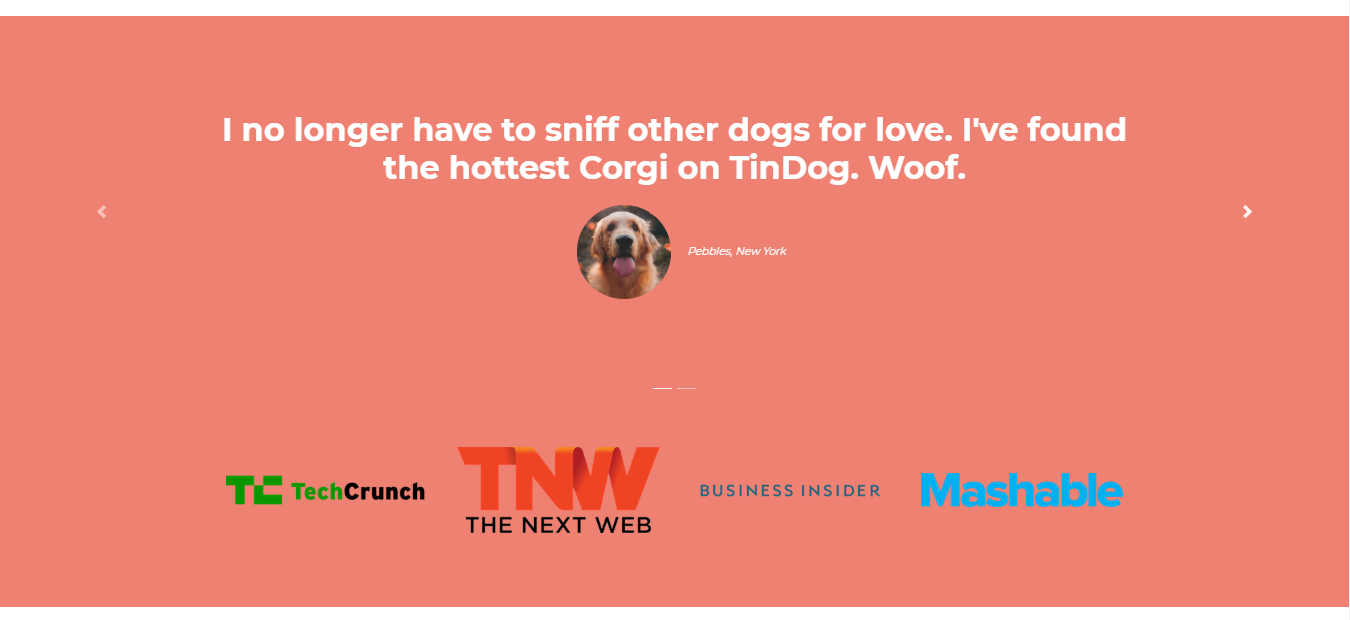 I no longer have to sniff other dogs for love. I've found
the hottest Corgi on TinDog. Woof.
Pebbles, New York
TC TechCrunch
TNW
THE NEXT WEB
BUSINESS INSIDER
Mashable